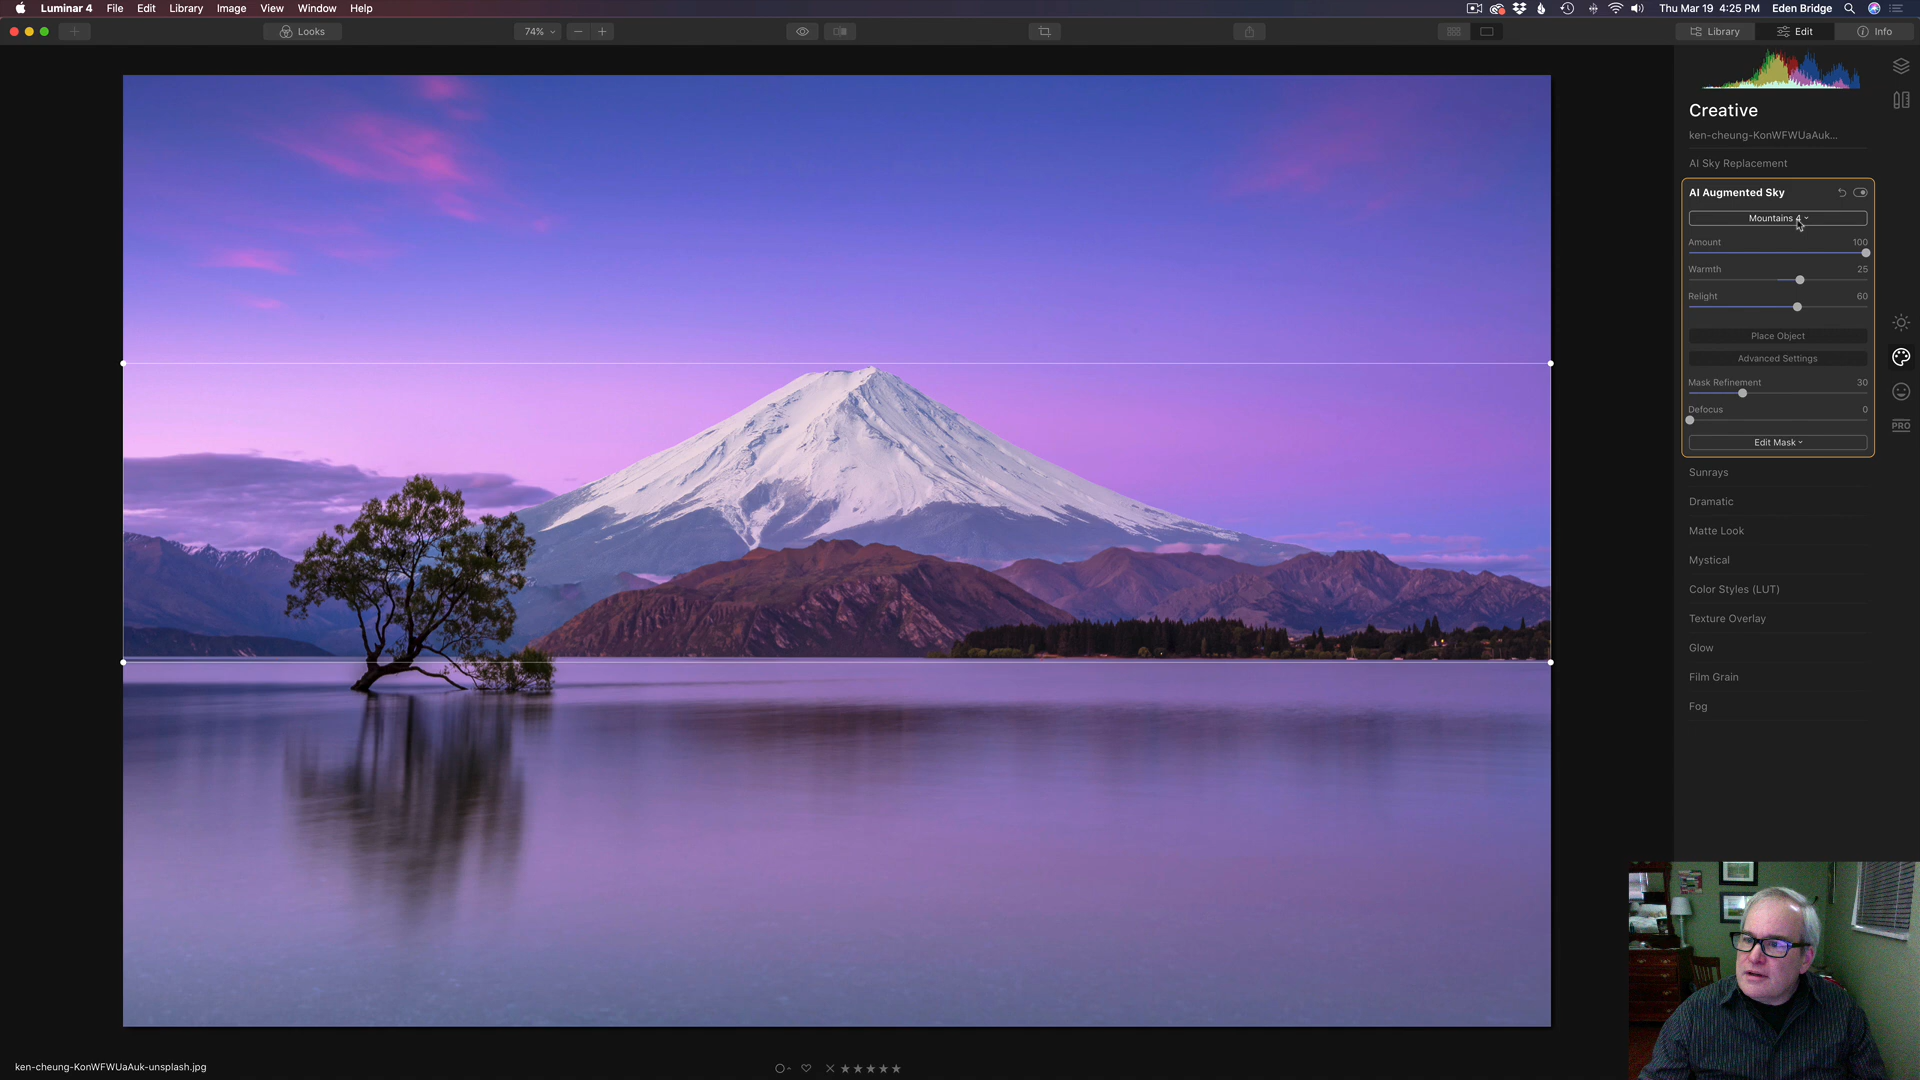 Luminar 4 File Edit Library Image View Window Help
Thu Mar 19 4:25 PM Eden Bridge
Looks
74%
Library
Edit
Info
Creative
ken-cheung-KonWFWUaAuk...
AI Sky Replacement
AI Augmented Sky
Mountains 4
Amount 100
Warmth 25
Relight 60
Place Object
Advanced Settings
Mask Refinement 30
Defocus 0
Edit Mask
PRO
Sunrays
Dramatic
Matte Look
Mystical
Color Styles (LUT)
Texture Overlay
Glow
Film Grain
Fog
ken-cheung-KonWFWUaAuk-unsplash.jpg